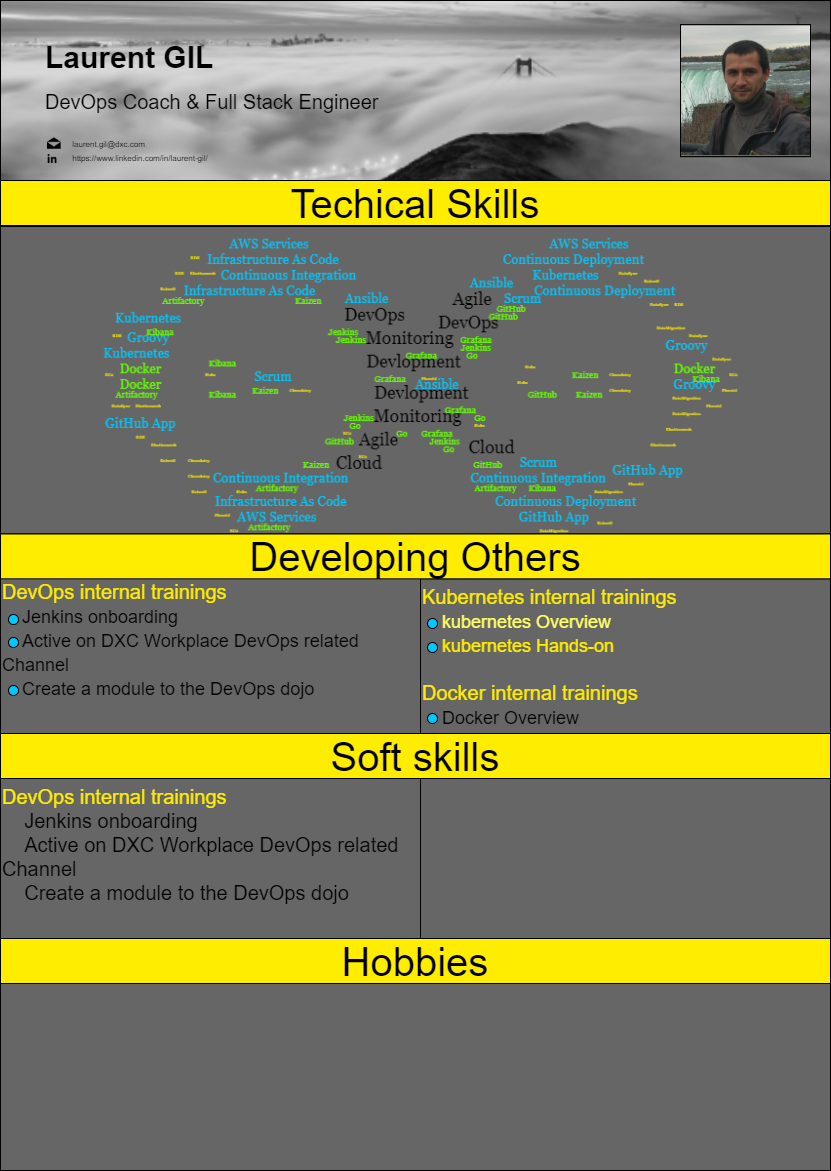 Laurent GIL
DevOps Coach & Full Stack Engineer
laurent.gil@dxc.com
in https://www.linkedin.com/in/laurent-gil/
Techical Skills
AWS Services AWS Services
Infrastructure As Code Continuous Deployment
Continuous Integration Kubernetes
Infrastructure As Code Ansible Continuous Deployment
Artifactory Kaizen Ansible Agile Scrum
GitHub
Kubernetes DevOps DevOps GitHub
Kibana Jenkins
Groovy Jenkins Monitoring Grafana Groovy
Jenkins
Kubernetes Grafana Go
Docker Kibana Devlopment Docker
Scrum Grafana Kaizen Kibana
Docker Ansible Groovy
Artifactory Kibana Kaizen Devlopment GitHub Kaizen
Grafana
GitHub App Jenkins Monitoring Go
Go
GitHub Agile Go Grafana
Jenkins
Go Cloud
Kaizen Cloud GitHub Scrum GitHub App
Continuous Integration Continuous Integration
Artifactory Artifactory Kibana
Infrastructure As Code Continuous Deployment
AWS Services GitHub App
Artifactory
Developing Others
DevOps internal trainings
Jenkins onboarding
Active on DXC Workplace DevOps related
Channel
Create a module to the DevOps dojo
Kubernetes internal trainings
kubernetes Overview
kubernetes Hands-on
Docker internal trainings
Docker Overview
Soft skills
DevOps internal trainings
Jenkins onboarding
Active on DXC Workplace DevOps related
Channel
Create a module to the DevOps dojo
Hobbies